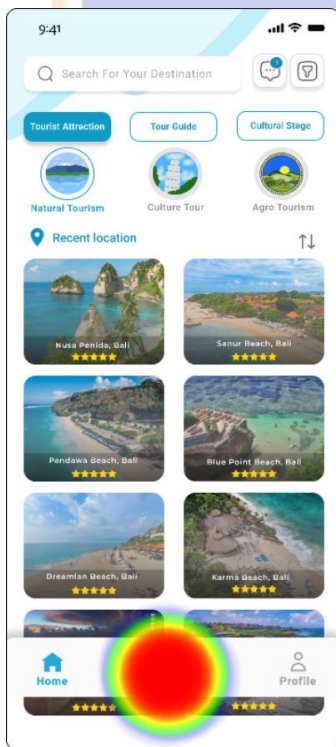 9:41
Search For Your Destination
1
Tourist Attraction
Tour Guide
Cultural Stage
Natural Tourism
Culture Tour
Agro Tourism
Recent location
Nusa Penida, Bali
Sanur Beach, Bali
Pandawa Beach, Bali
Blue Point Beach, Bali
Dreamlan Beach, Bali
Karma Beach, Bali
Home
Profile